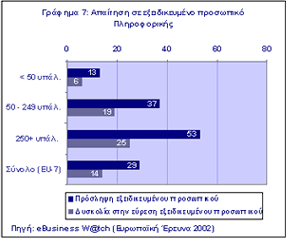 Γράφημα 7: Απαίτηση σε εξειδικευμένο προσωπικό
Πληροφορικής
0 20 40 60 80
< 50 υπάλ. 13
6
50 - 249 υπάλ. 37
19
250+ υπάλ. 53
25
Σύνολο (EU-7) 29
14
Πρόσληψη εξειδικευμένου προσωπικού
Δυσκολία στην εύρεση εξειδικευμένου προσωπικού
Πηγή: eBusiness W@tch (Ευρωπαϊκή Έρευνα 2002)